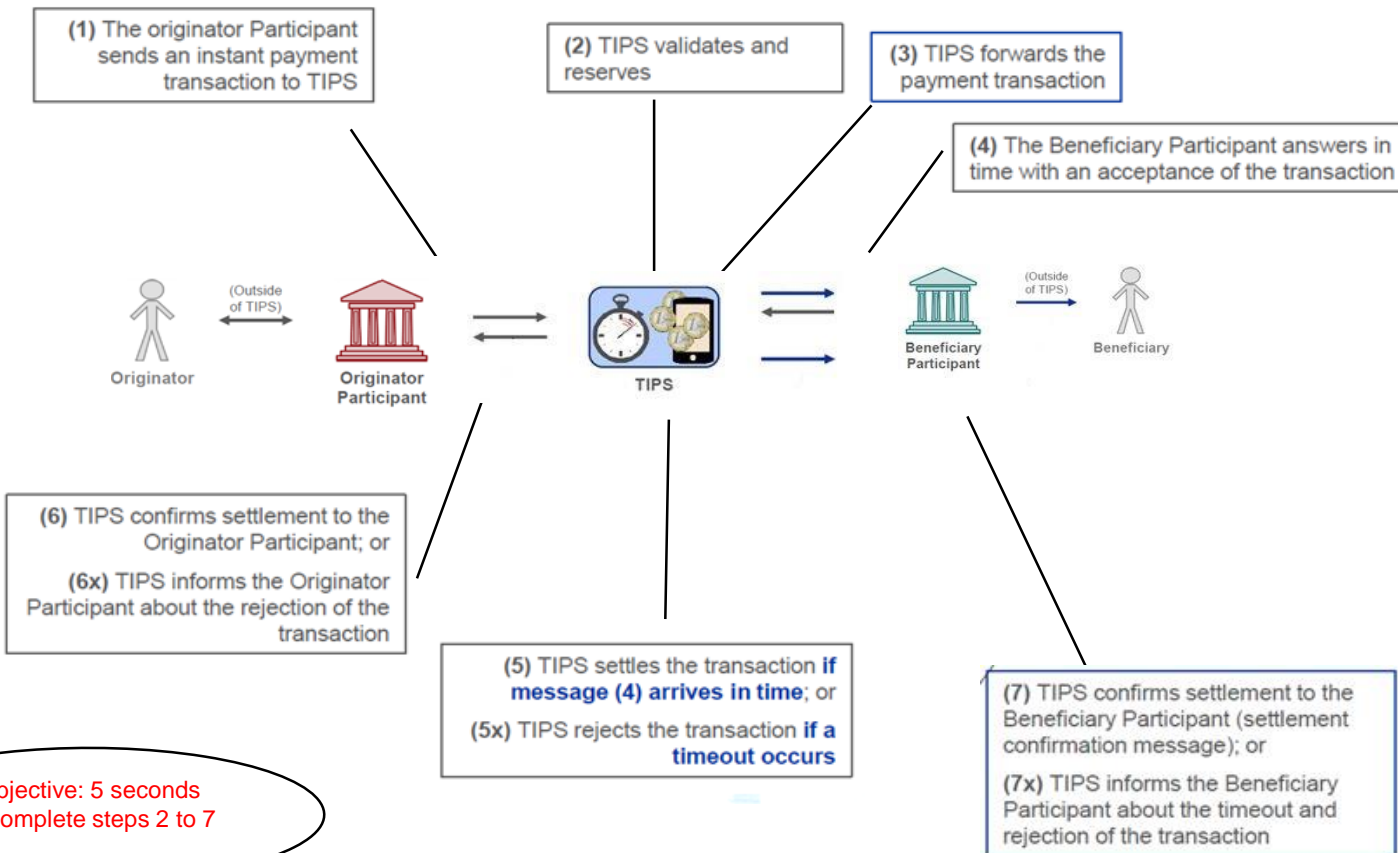 (1) The originator Participant
sends an instant payment
transaction to TIPS
(2) TIPS validates and
reserves
(3) TIPS forwards the
payment transaction
(4) The Beneficiary Participant answers in
time with an acceptance of the transaction
(Outside
of TIPS)
Originator
Originator
Participant
TIPS
Beneficiary
Participant
(Outside
of TIPS)
Beneficiary
(6) TIPS confirms settlement to the
Originator Participant; or
(6x) TIPS informs the Originator
Participant about the rejection of the
transaction
(5) TIPS settles the transaction if
message (4) arrives in time; or
(5x) TIPS rejects the transaction if a
timeout occurs
(7) TIPS confirms settlement to the
Beneficiary Participant (settlement
confirmation message); or
(7x) TIPS informs the Beneficiary
Participant about the timeout and
rejection of the transaction
bjective: 5 seconds
omplete steps 2 to 7